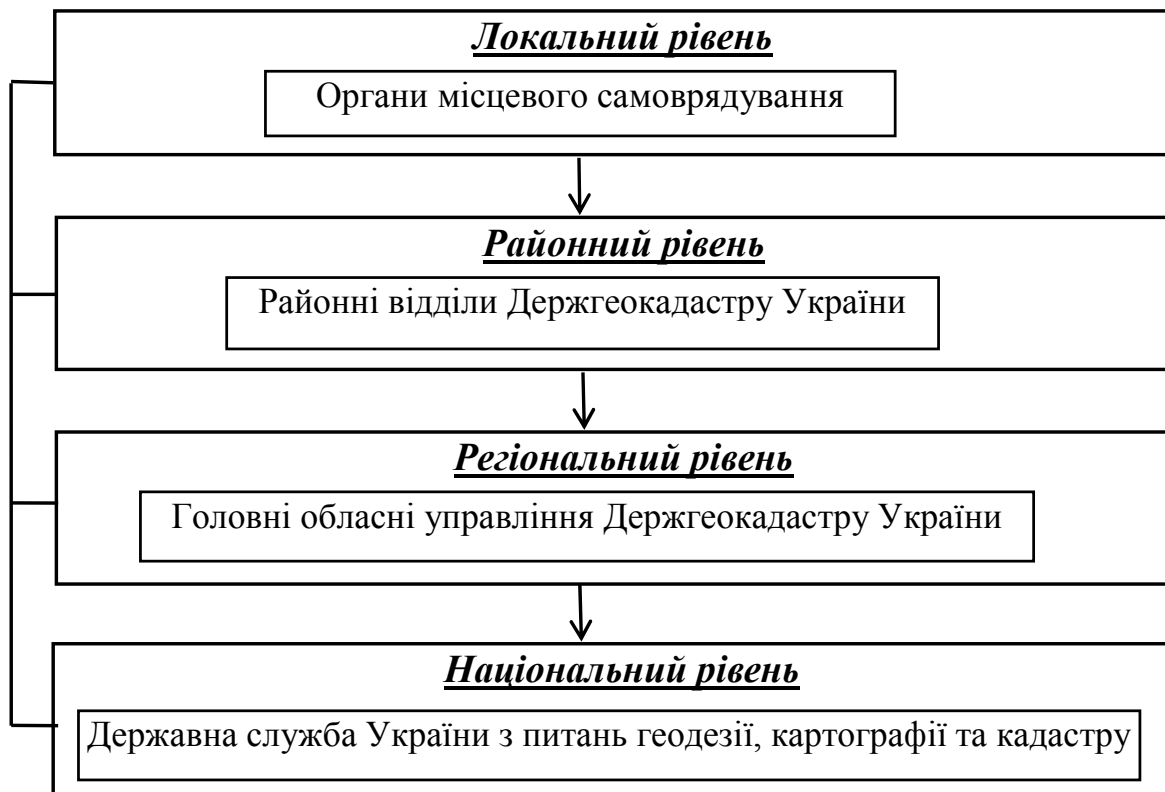 Локальний рівень
Органи місцевого самоврядування
Районний рівень
Районні відділи Держгеокадастру України
Регіональний рівень
Головні обласні управління Держгеокадастру України
Національний рівень
Державна служба України з питань геодезії, картографії та кадастру